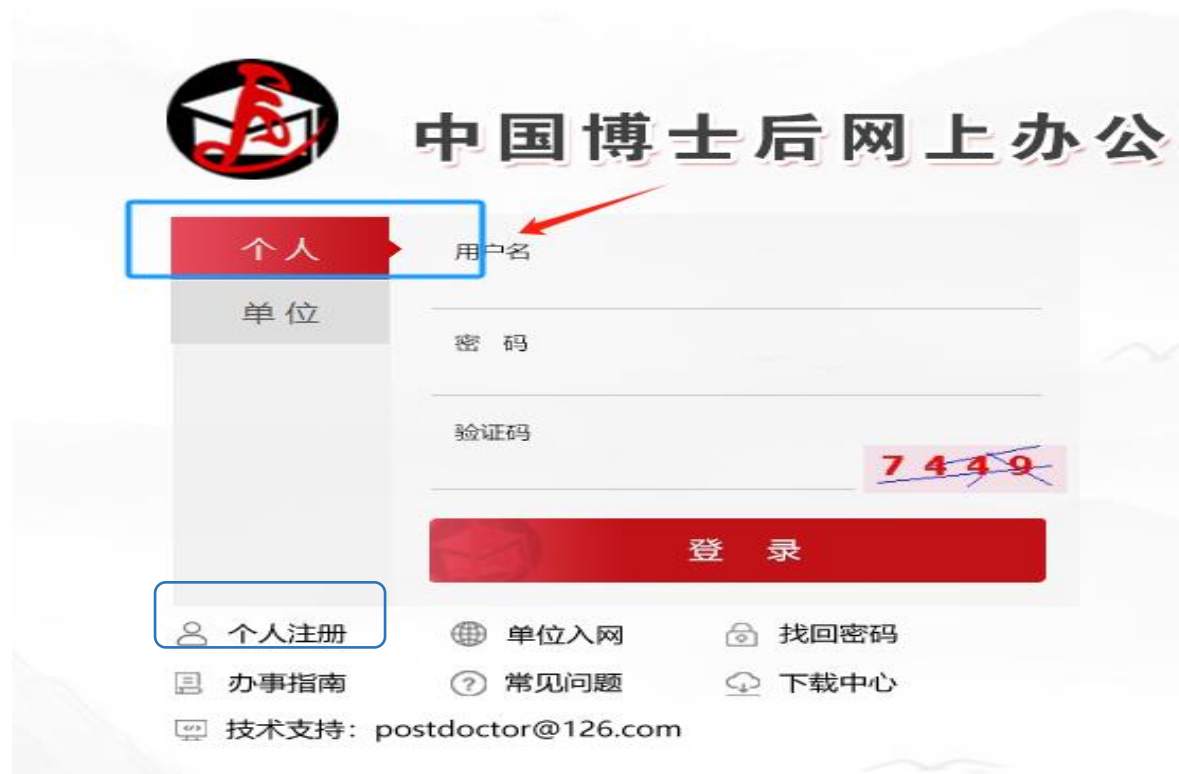 中国博士后网上办公
个人
用户名
单位
密 码
验证码
7449
登 录
个人注册 单位入网 找回密码
办事指南 常见问题 下载中心
技术支持：postdoctor@126.com